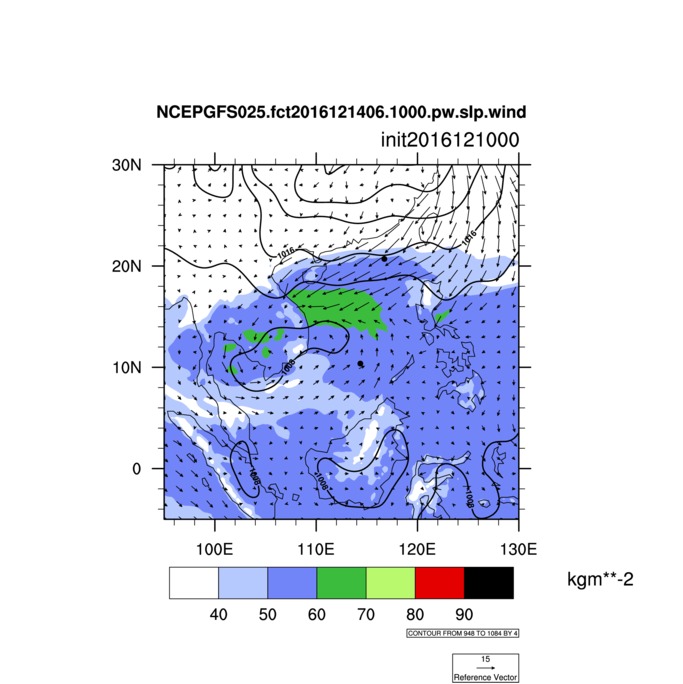 NCEPGFS025.fct2016121406.1000.pw.slp.wind
init2016121000
30N
20N
10N
0
1016
1016
1008
1008
1008
1008
100E 110E 120E 130E
kgm**-2
40 50 60 70 80 90
CONTOUR FROM 948 TO 1084 BY 4
15
Reference Vector